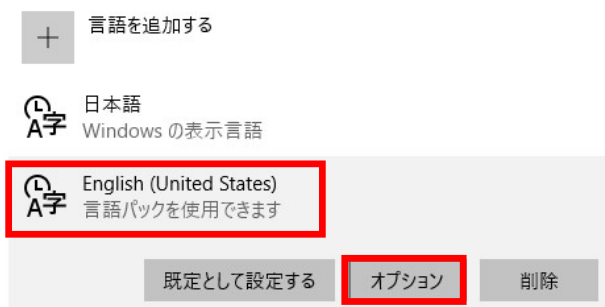 言語を追加する
日本語
Windows の表示言語
English (United States)
言語パックを使用できます
既定として設定する オプション 削除